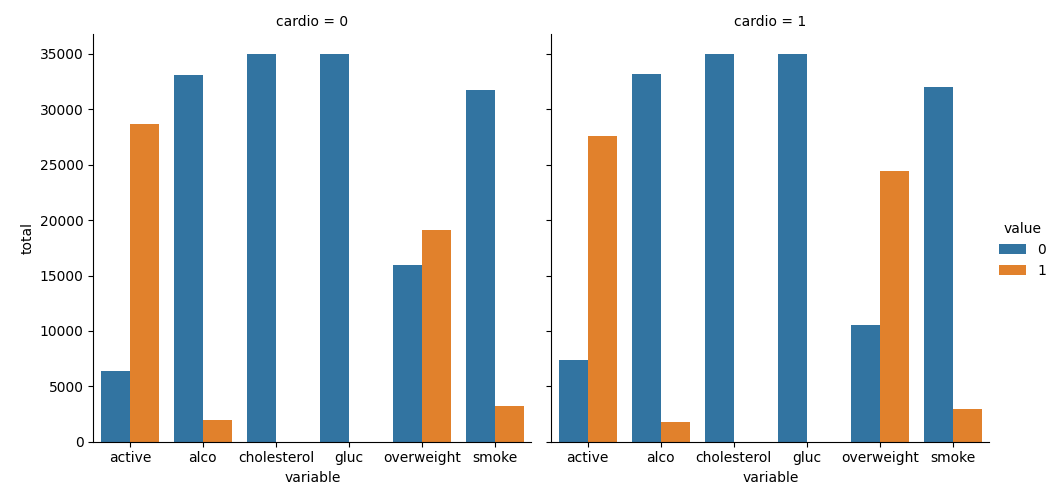 cardio = 0
cardio = 1
35000
30000
25000
20000
15000
10000
5000
0
total
active alco cholesterol gluc overweight smoke
variable
active alco cholesterol gluc overweight smoke
variable
value
0
1